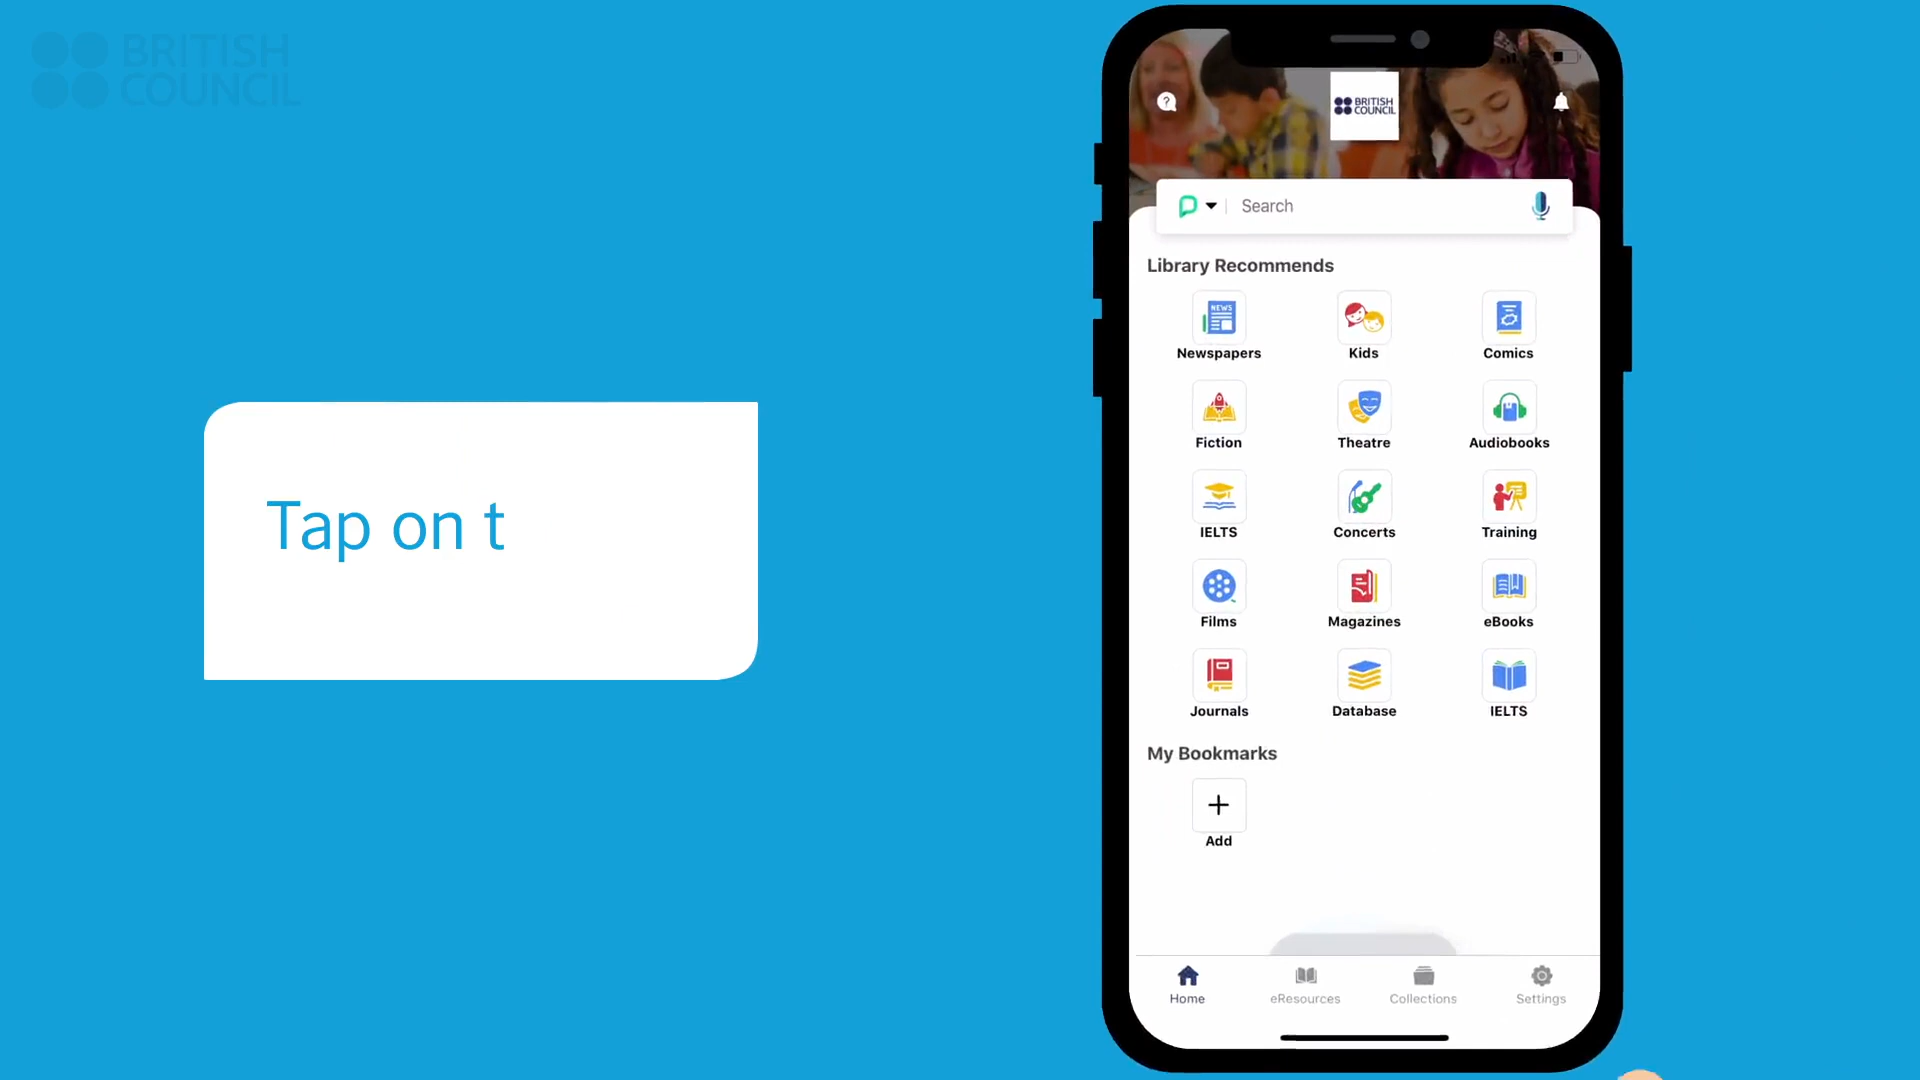 BRITISH
COUNCIL
Tap on t
BRITISH
COUNCIL
Search
Library Recommends
NEWS
Newspapers
Kids
Comics
Fiction
Theatre
Audiobooks
IELTS
Concerts
Training
Films
Magazines
eBooks
Journals
Database
IELTS
My Bookmarks
Add
Home
eResources
Collections
Settings